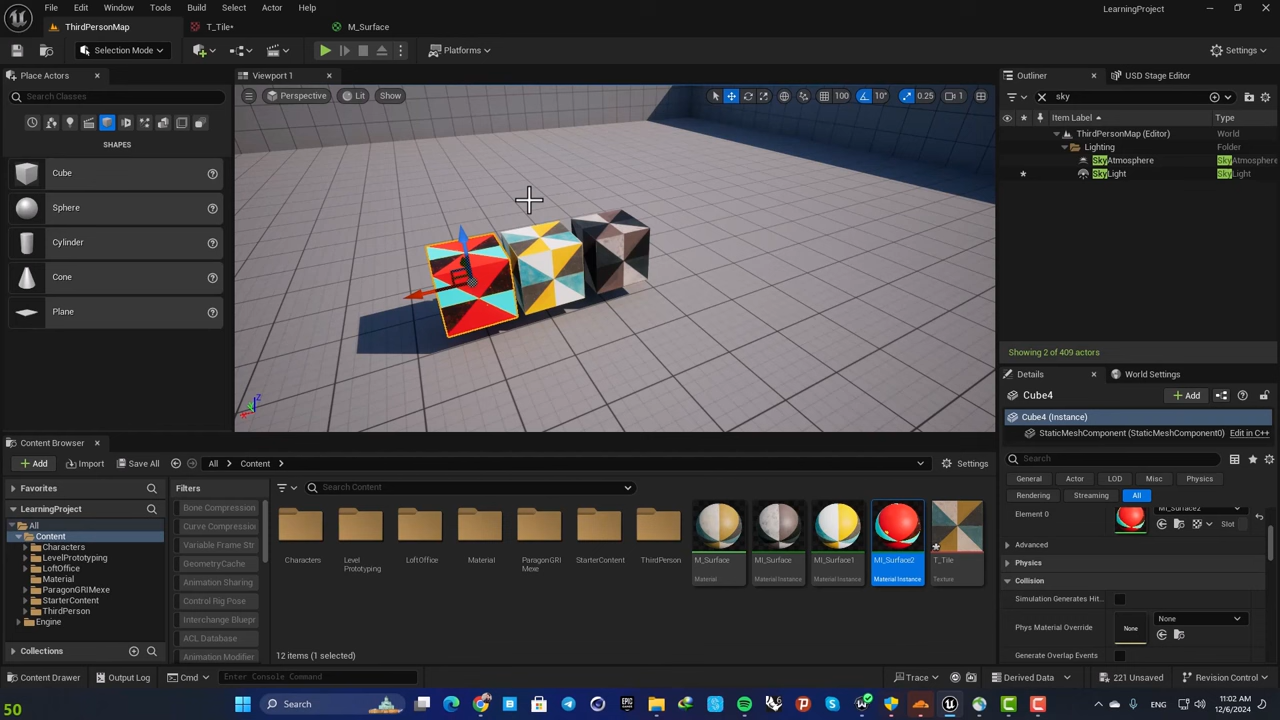 File Edit Window Tools Build Select Actor Help
LearningProject
ThirdPersonMap
T_Tile*
M_Surface
Selection Mode
Platforms
Settings
Place Actors
Viewport 1
Outliner
USD Stage Editor
Search Classes
Perspective
Lit
Show
100
10°
0.25
1
sky
Item Label
Type
SHAPES
ThirdPersonMap (Editor)
World
Lighting
Folder
SkyAtmosphere
SkyAtmosphere
SkyLight
SkyLight
Cube
Sphere
Cylinder
Cone
Plane
Showing 2 of 409 actors
Details
World Settings
Cube4
Add
Cube4 (Instance)
StaticMeshComponent (StaticMeshComponent0)
Edit in C++
Search
General
Actor
LOD
Misc
Physics
Rendering
Streaming
All
Element 0
MI_Surface2
Slot
Advanced
Physics
Collision
Simulation Generates Hit...
Phys Material Override
None
None
Generate Overlap Events
Z
X
Content Browser
Add
Import
Save All
All
Content
Settings
Favorites
LearningProject
All
Content
Characters
LevelPrototyping
LoftOffice
Material
ParagonGRIMexe
StarterContent
ThirdPerson
Engine
Collections
Filters
Bone Compression
Curve Compression
Variable Frame Str
GeometryCache
Animation Sharing
Control Rig Pose
Interchange Bluepr
ACL Database
Animation Modifier
Search Content
Characters
Level
Prototyping
LoftOffice
Material
ParagonGRI
Mexe
StarterContent
ThirdPerson
M_Surface
Material
MI_Surface
Material Instance
MI_Surface1
Material Instance
MI_Surface2
Material Instance
T_Tile
Texture
12 items (1 selected)
Content Drawer
Output Log
Cmd
Enter Console Command
Trace
Derived Data
221 Unsaved
Revision Control
50
Search
ENG
11:02 AM
12/6/2024